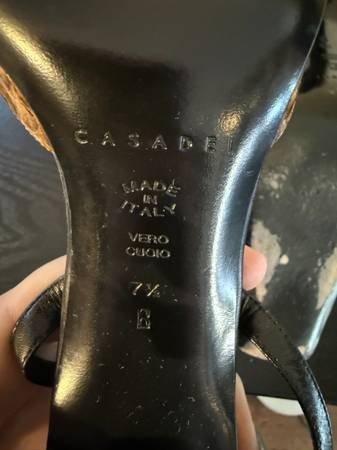 CASADEI
MADE
IN
ITALY
VERO
CUOIO
7½